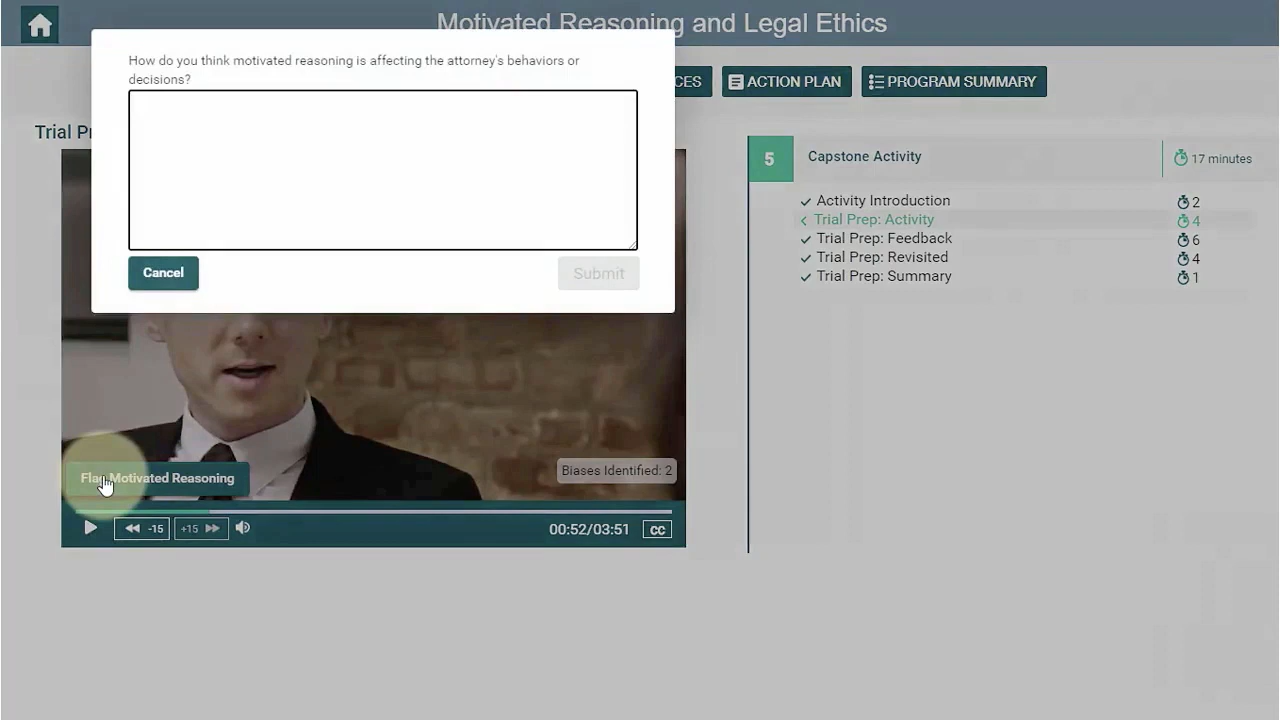 Motivated Reasoning and Legal Ethics
How do you think motivated reasoning is affecting the attorney's behaviors or
decisions?
Cancel
Submit
CES
ACTION PLAN
PROGRAM SUMMARY
Trial Pr
Flag Motivated Reasoning
Biases Identified: 2
-15
+15
00:52/03:51
CC
5
Capstone Activity
17 minutes
Activity Introduction
2
Trial Prep: Activity
4
Trial Prep: Feedback
6
Trial Prep: Revisited
4
Trial Prep: Summary
1